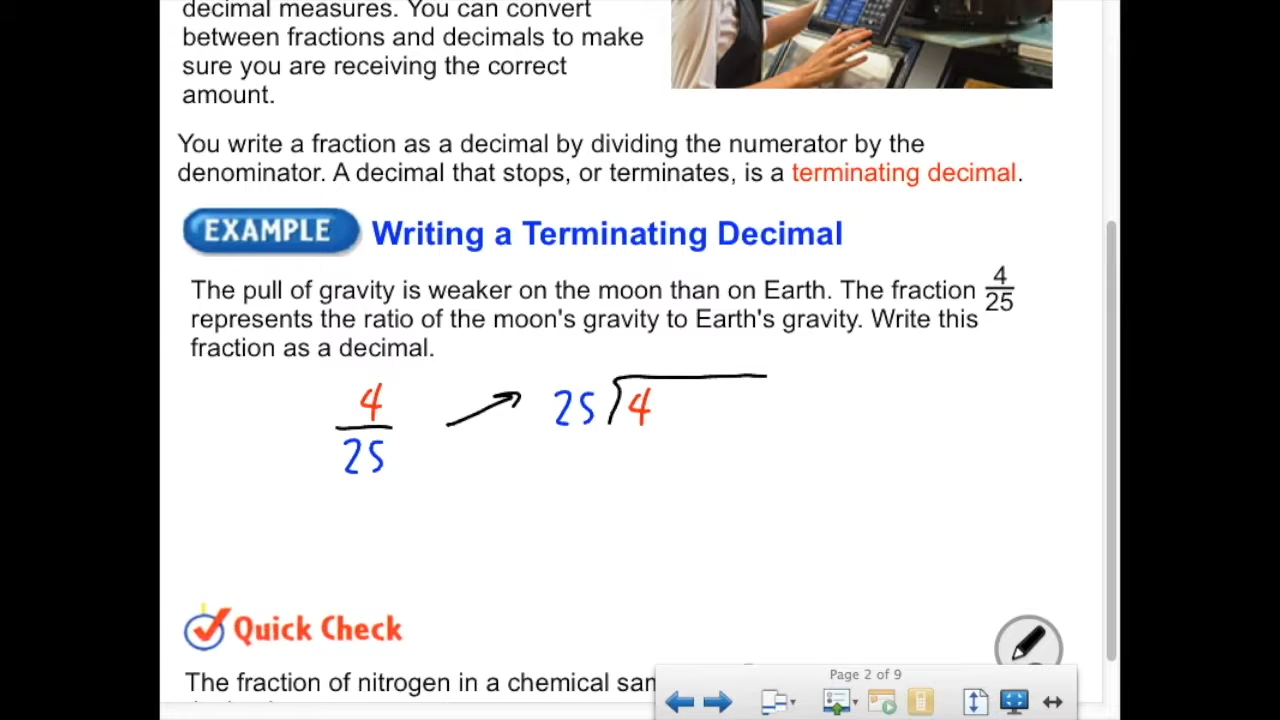 decimal measures. You can convert
between fractions and decimals to make
sure you are receiving the correct
amount.
You write a fraction as a decimal by dividing the numerator by the
denominator. A decimal that stops, or terminates, is a terminating decimal.
EXAMPLE Writing a Terminating Decimal
The pull of gravity is weaker on the moon than on Earth. The fraction 4/25
represents the ratio of the moon's gravity to Earth's gravity. Write this
fraction as a decimal.
4 25 4
25
Quick Check
The fraction of nitrogen in a chemical
Page 2 of 9